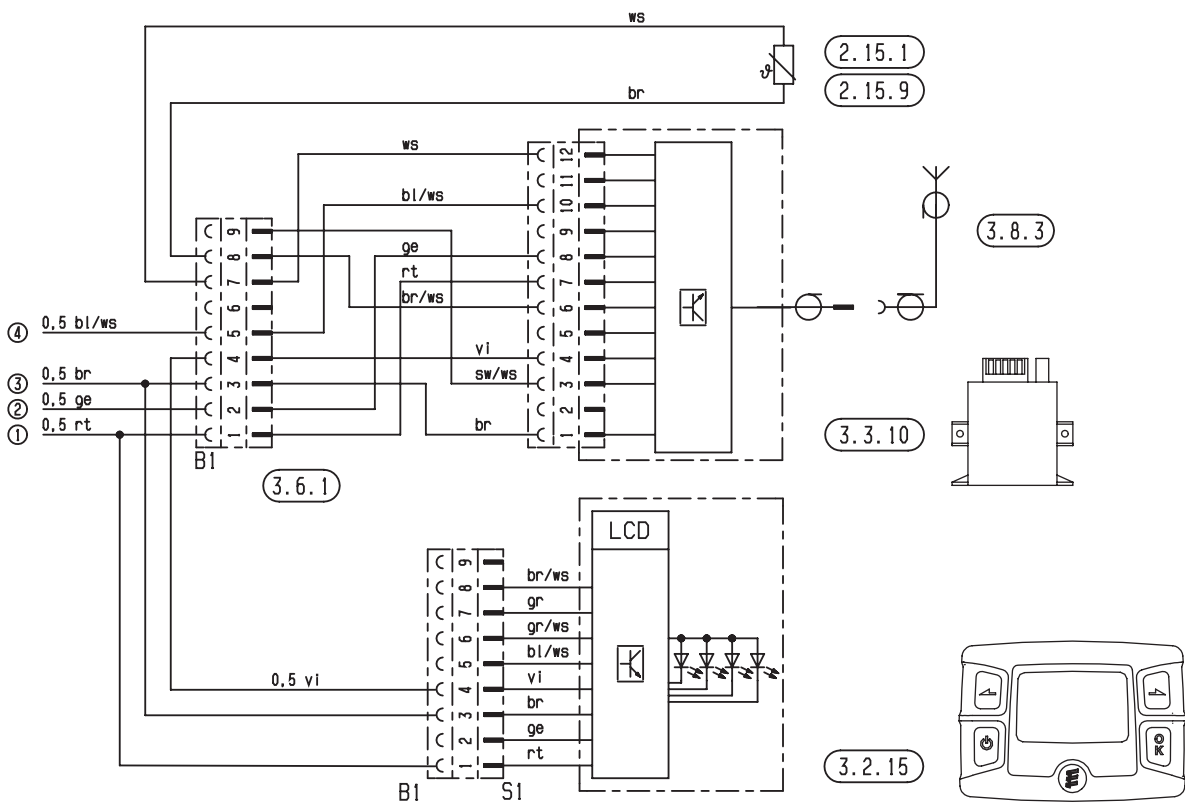 ws
2.15.1
ϑ
2.15.9
br
ws
12
11
bl/ws
10
3.8.3
9
9
ge
8
8
rt
7
7
br/ws
6
6
④ 0,5 bl/ws
5
5
vi
4
4
③ 0,5 br
sw/ws
3
3
② 0,5 ge
2
2
① 0,5 rt
br
1
1
3.3.10
B1
3.6.1
LCD
9
br/ws
8
gr
7
gr/ws
6
bl/ws
5
0,5 vi
vi
4
br
3
ge
2
rt
1
OK
3.2.15
B1
S1